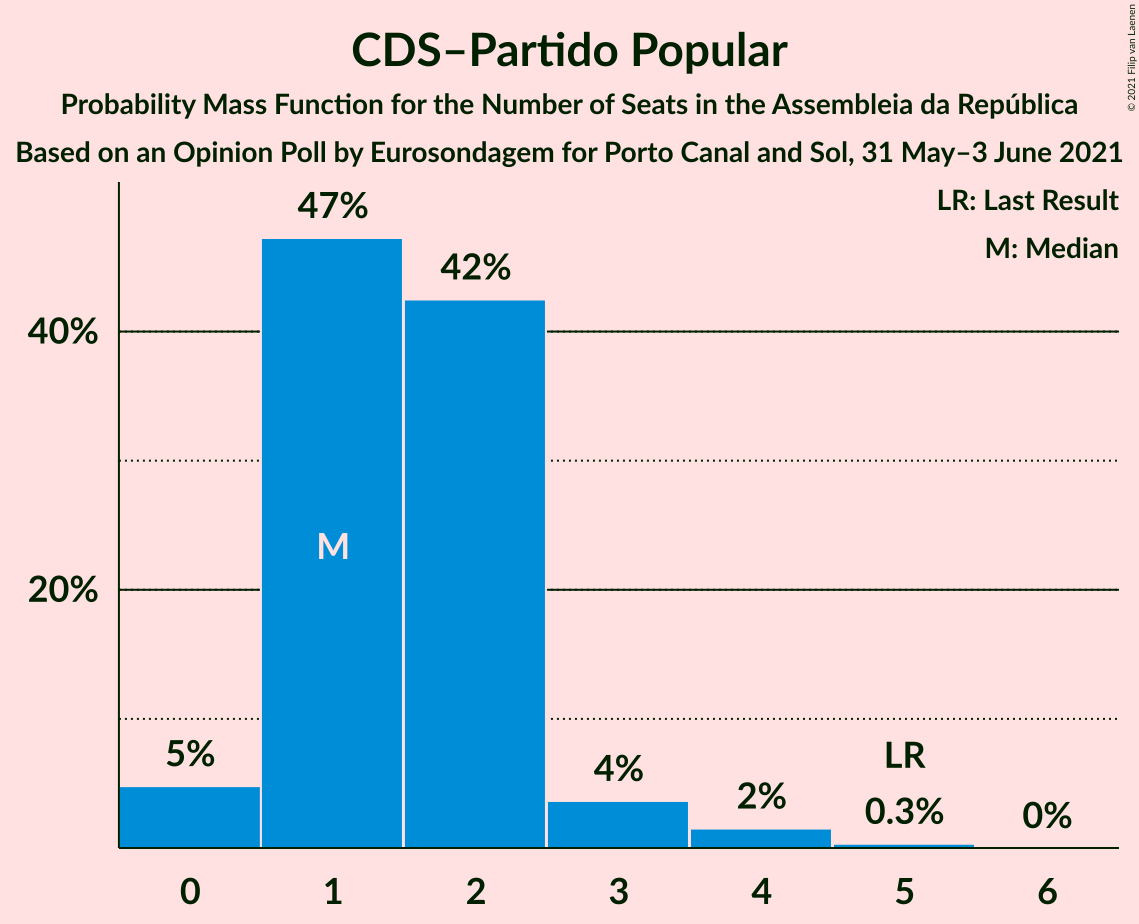 CDS–Partido Popular
Probability Mass Function for the Number of Seats in the Assembleia da República
Based on an Opinion Poll by Eurosondagem for Porto Canal and Sol, 31 May–3 June 2021
© 2021 Filip van Laenen
LR: Last Result
M: Median
47%
42%
40%
M
20%
5%
4%
2%
LR
0.3%
0%
0 1 2 3 4 5 6